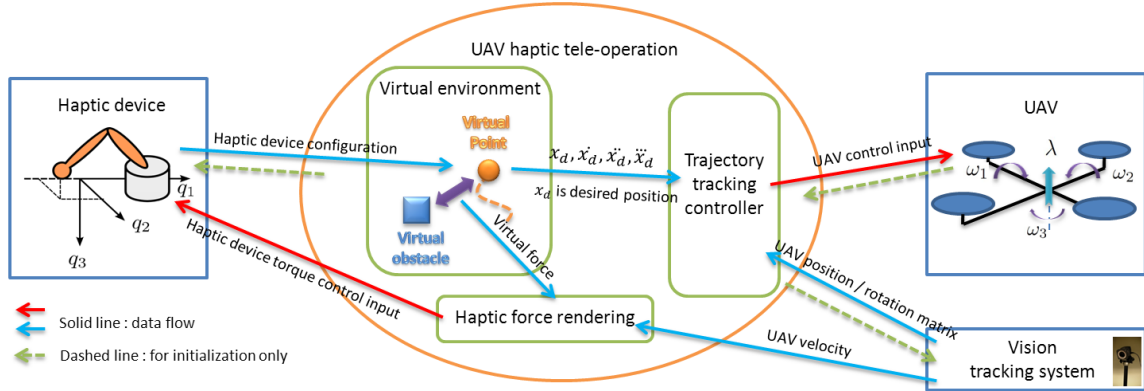 UAV haptic tele-operation
Haptic device
q1
q2
q3
Haptic device configuration
Haptic device torque control input
Virtual environment
Virtual
Point
Virtual
obstacle
Virtual force
Haptic force rendering
x_d, ẋ_d, ẍ_d, x⃛_d
x_d is desired position
Trajectory
tracking
controller
UAV control input
UAV
λ
ω1
ω2
ω3
UAV position / rotation matrix
UAV velocity
Vision
tracking system
Solid line : data flow
Dashed line : for initialization only